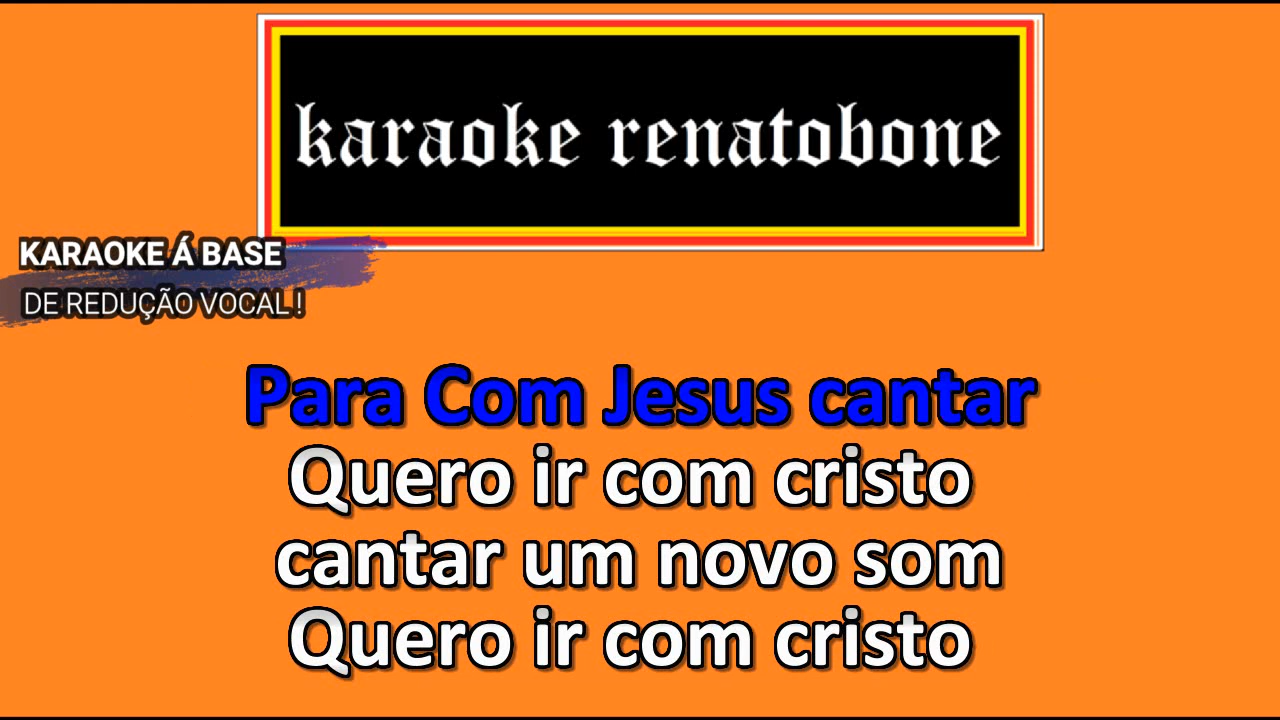 karaoke renatobone
KARAOKE Á BASE
DE REDUÇÃO VOCAL !
Para Com Jesus cantar
Quero ir com cristo
cantar um novo som
Quero ir com cristo